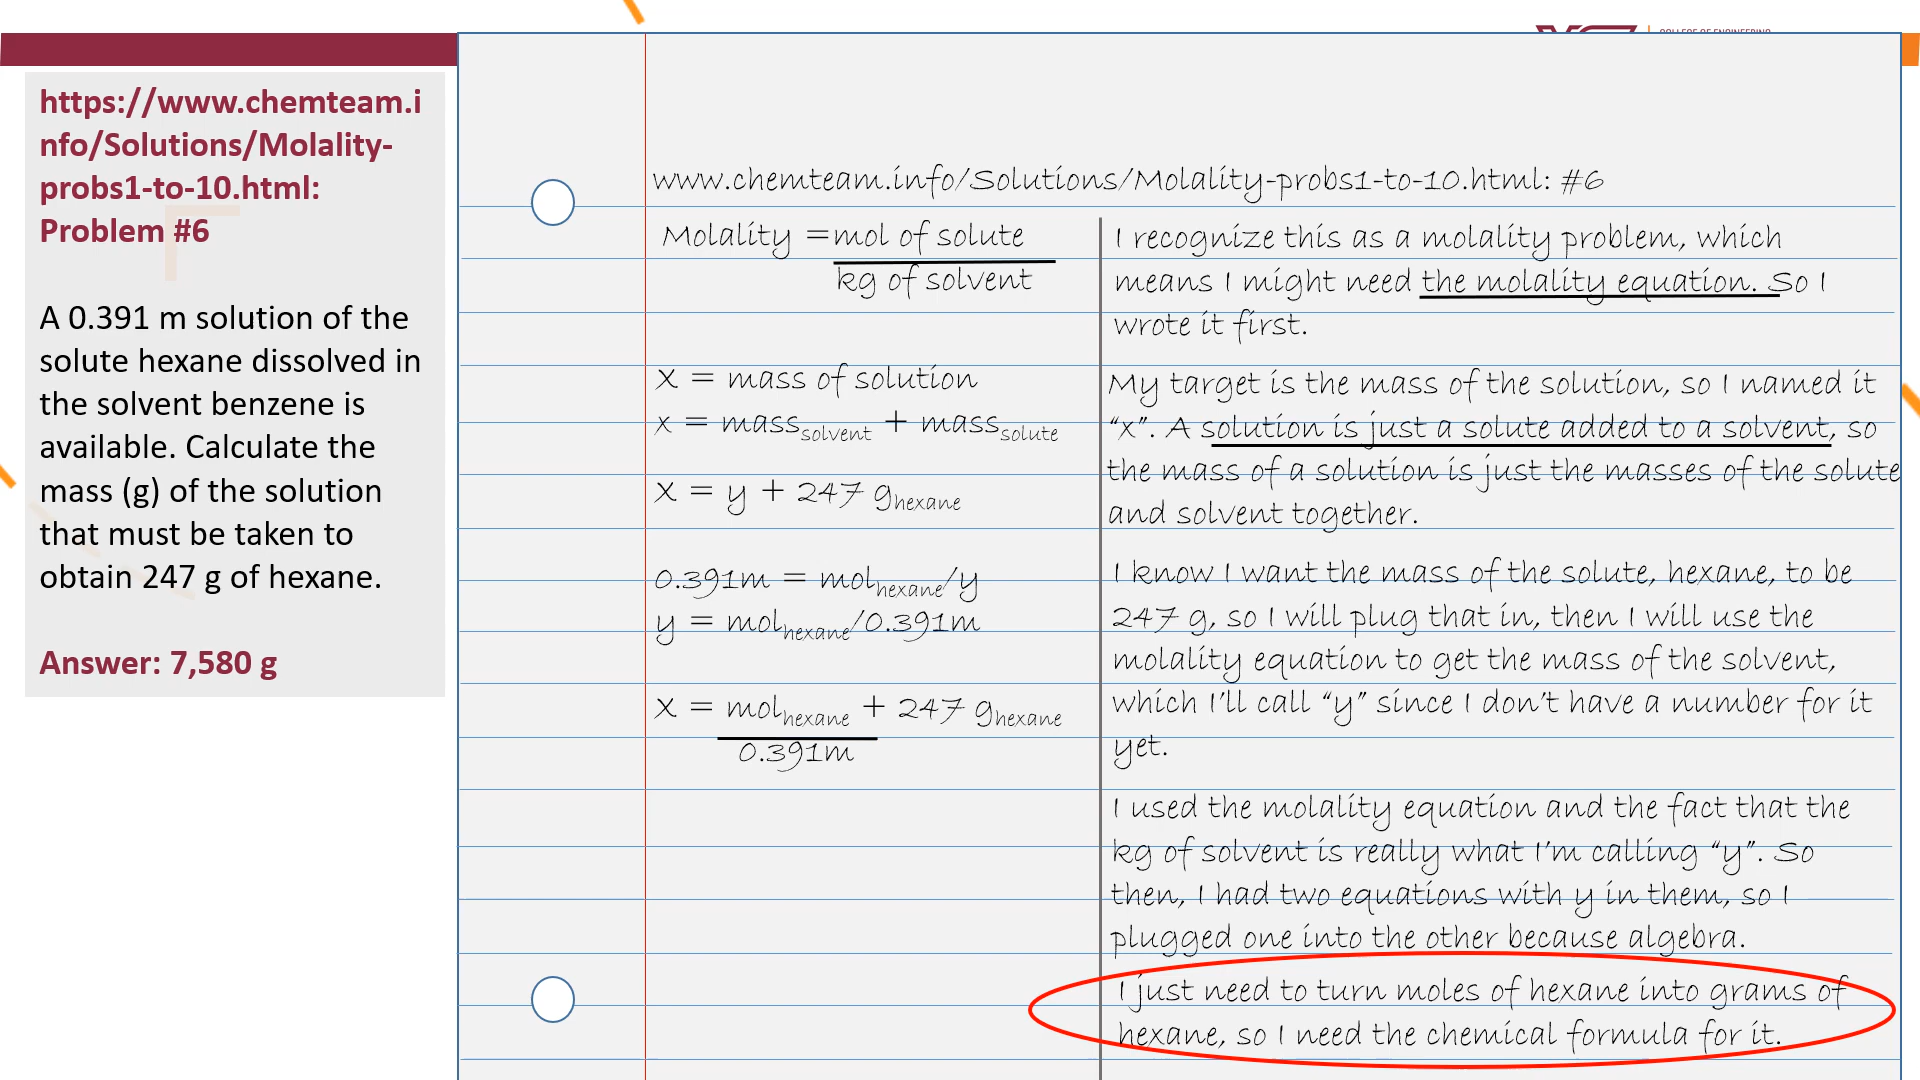 https://www.chemteam.i
nfo/Solutions/Molality-
probs1-to-10.html:
Problem #6
A 0.391 m solution of the
solute hexane dissolved in
the solvent benzene is
available. Calculate the
mass (g) of the solution
that must be taken to
obtain 247 g of hexane.
Answer: 7,580 g
www.chemteam.info/Solutions/Molality-probs1-to-10.html: #6
Molality = mol of solute
kg of solvent
X = mass of solution
x = mass solvent + mass solute
X = y + 247 g hexane
0.391m = mol hexane/y
y = mol hexane/0.391m
X = mol hexane + 247 g hexane
0.391m
I recognize this as a molality problem, which
means I might need the molality equation. So I
wrote it first.
My target is the mass of the solution, so I named it
“x”. A solution is just a solute added to a solvent, so
the mass of a solution is just the masses of the solute
and solvent together.
I know I want the mass of the solute, hexane, to be
247 g, so I will plug that in, then I will use the
molality equation to get the mass of the solvent,
which I’ll call “y” since I don’t have a number for it
yet.
I used the molality equation and the fact that the
kg of solvent is really what I’m calling “y”. So
then, I had two equations with y in them, so I
plugged one into the other because algebra.
I just need to turn moles of hexane into grams of
hexane, so I need the chemical formula for it.